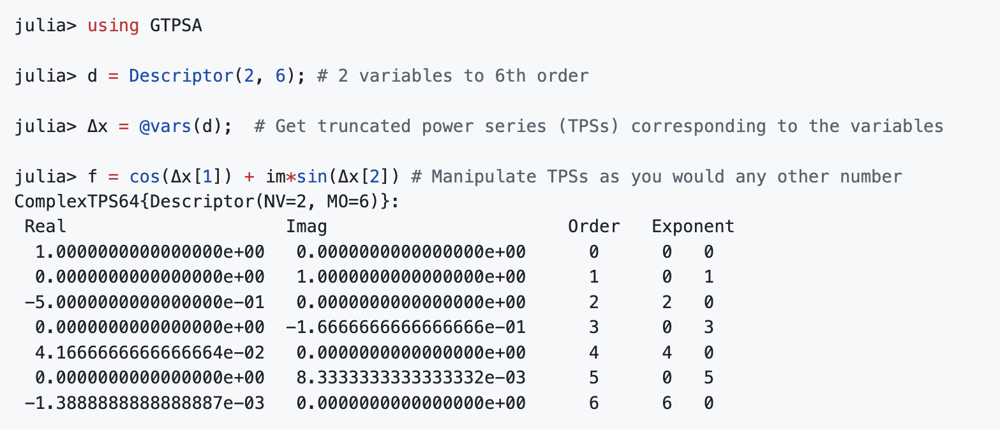 julia> using GTPSA
julia> d = Descriptor(2, 6); # 2 variables to 6th order
julia> Δx = @vars(d);  # Get truncated power series (TPSs) corresponding to the variables
julia> f = cos(Δx[1]) + im*sin(Δx[2]) # Manipulate TPSs as you would any other number
ComplexTPS64{Descriptor(NV=2, MO=6)}:
 Real                     Imag                       Order   Exponent
  1.0000000000000000e+00   0.0000000000000000e+00      0      0   0
  0.0000000000000000e+00   1.0000000000000000e+00      1      0   1
 -5.0000000000000000e-01   0.0000000000000000e+00      2      2   0
  0.0000000000000000e+00  -1.6666666666666666e-01      3      0   3
  4.1666666666666664e-02   0.0000000000000000e+00      4      4   0
  0.0000000000000000e+00   8.3333333333333332e-03      5      0   5
 -1.3888888888888887e-03   0.0000000000000000e+00      6      6   0